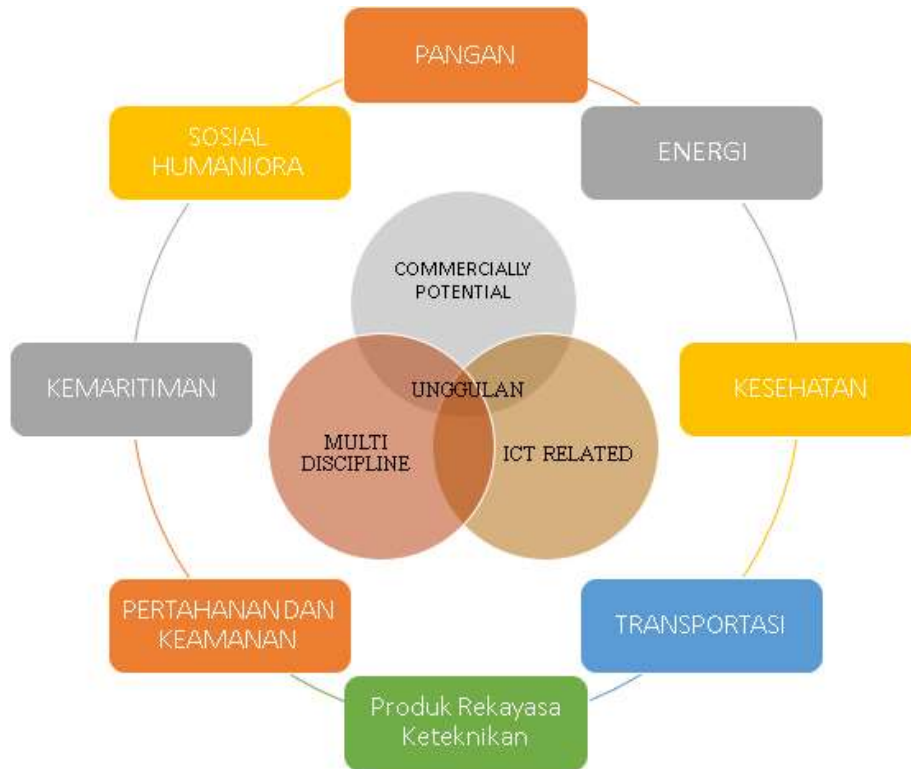 PANGAN
SOSIAL
HUMANIORA
ENERGI
COMMERCIALLY
POTENTIAL
KEMARITIMAN
UNGGULAN
KESEHATAN
MULTI
DISCIPLINE
ICT RELATED
PERTAHANAN DAN
KEAMANAN
TRANSPORTASI
Produk Rekayasa
Keteknikan